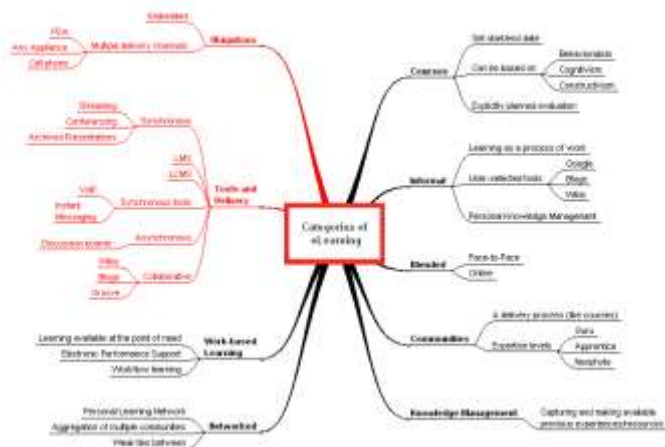 Embedded
Ubiquitous
PDA
Any Appliance
Cell phone
Multiple delivery channels
Streaming
Conferencing
Archived Presentations
Synchronous
LMS
LCMS
Tools and
Delivery
VoIP
Instant
Messaging
Synchronous tools
Discussion boards
Asynchronous
Wikis
Blogs
Groove
Collaborative
Learning available at the point of need
Electronic Performance Support
Workflow learning
Work-based
Learning
Personal Learning Network
Aggregation of multiple communities
Networked
Categories of
eLearning
Courses
Set start/end date
Can be based on
Behaviorism
Cognitivism
Constructivism
Explicitly planned evaluation
Informal
Learning as a process of work
User-selected tools
Google
Blogs
Wikis
Personal Knowledge Management
Blended
Face-to-Face
Online
Communities
A delivery process (like courses)
Expertise levels
Guru
Apprentice
Neophyte
Knowledge Management
Capturing and making available
previous experiences/resources